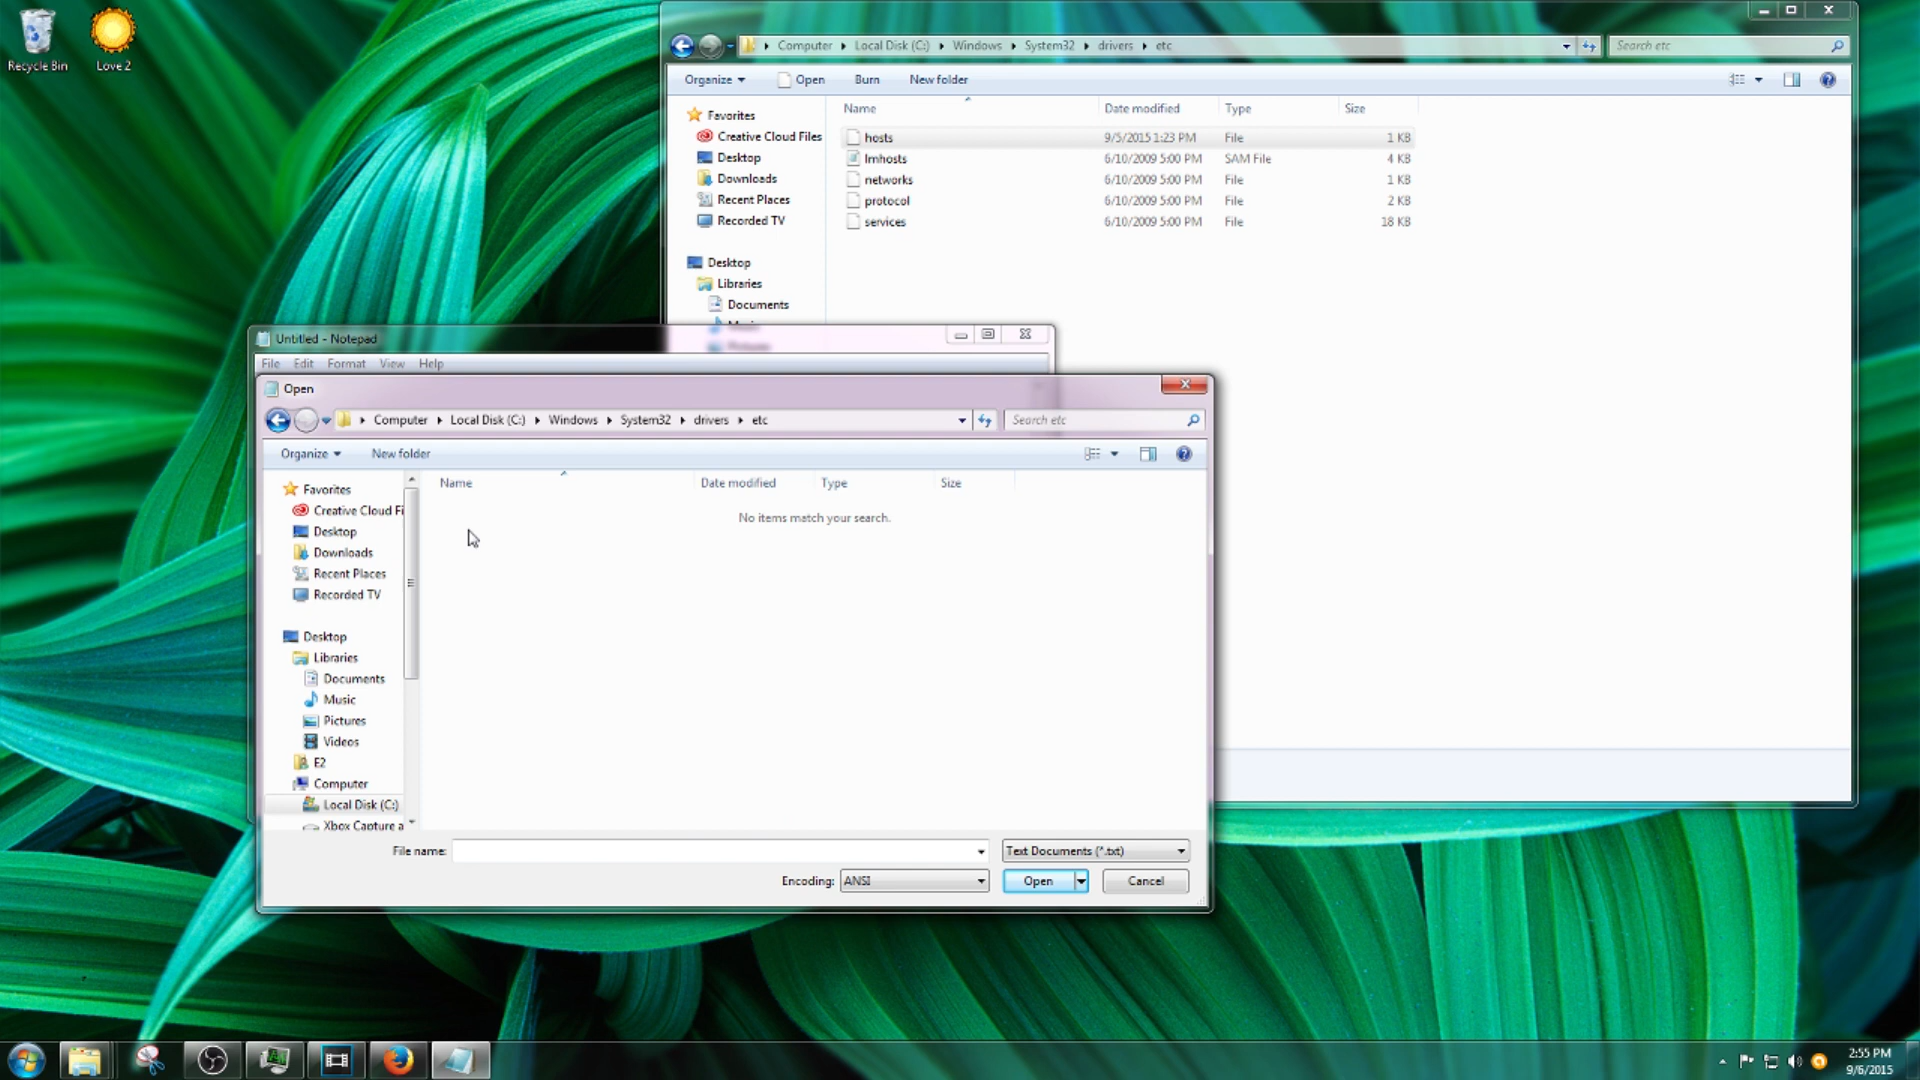 Recycle Bin
Love 2
Computer Local Disk (C:) Windows System32 drivers etc
Search etc
Organize Open Burn New folder
Name Date modified Type Size
Favorites
Creative Cloud Files
Desktop
Downloads
Recent Places
Recorded TV
Desktop
Libraries
Documents
Music
Pictures
hosts 9/5/2015 1:23 PM File 1 KB
lmhosts 6/10/2009 5:00 PM SAM File 4 KB
networks 6/10/2009 5:00 PM File 1 KB
protocol 6/10/2009 5:00 PM File 2 KB
services 6/10/2009 5:00 PM File 18 KB
Untitled - Notepad
File Edit Format View Help
Open
Computer Local Disk (C:) Windows System32 drivers etc
Search etc
Organize New folder
Name Date modified Type Size
No items match your search.
Favorites
Creative Cloud Fi
Desktop
Downloads
Recent Places
Recorded TV
Desktop
Libraries
Documents
Music
Pictures
Videos
E2
Computer
Local Disk (C:)
Xbox Capture a
File name:
Text Documents (*.txt)
Encoding: ANSI
Open
Cancel
2:55 PM
9/6/2015